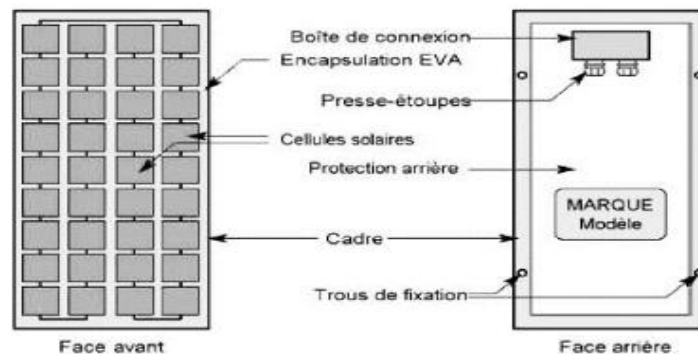 Boîte de connexion
Encapsulation EVA
Presse-étoupes
Cellules solaires
Protection arrière
MARQUE
Modèle
Cadre
Trous de fixation
Face avant
Face arrière